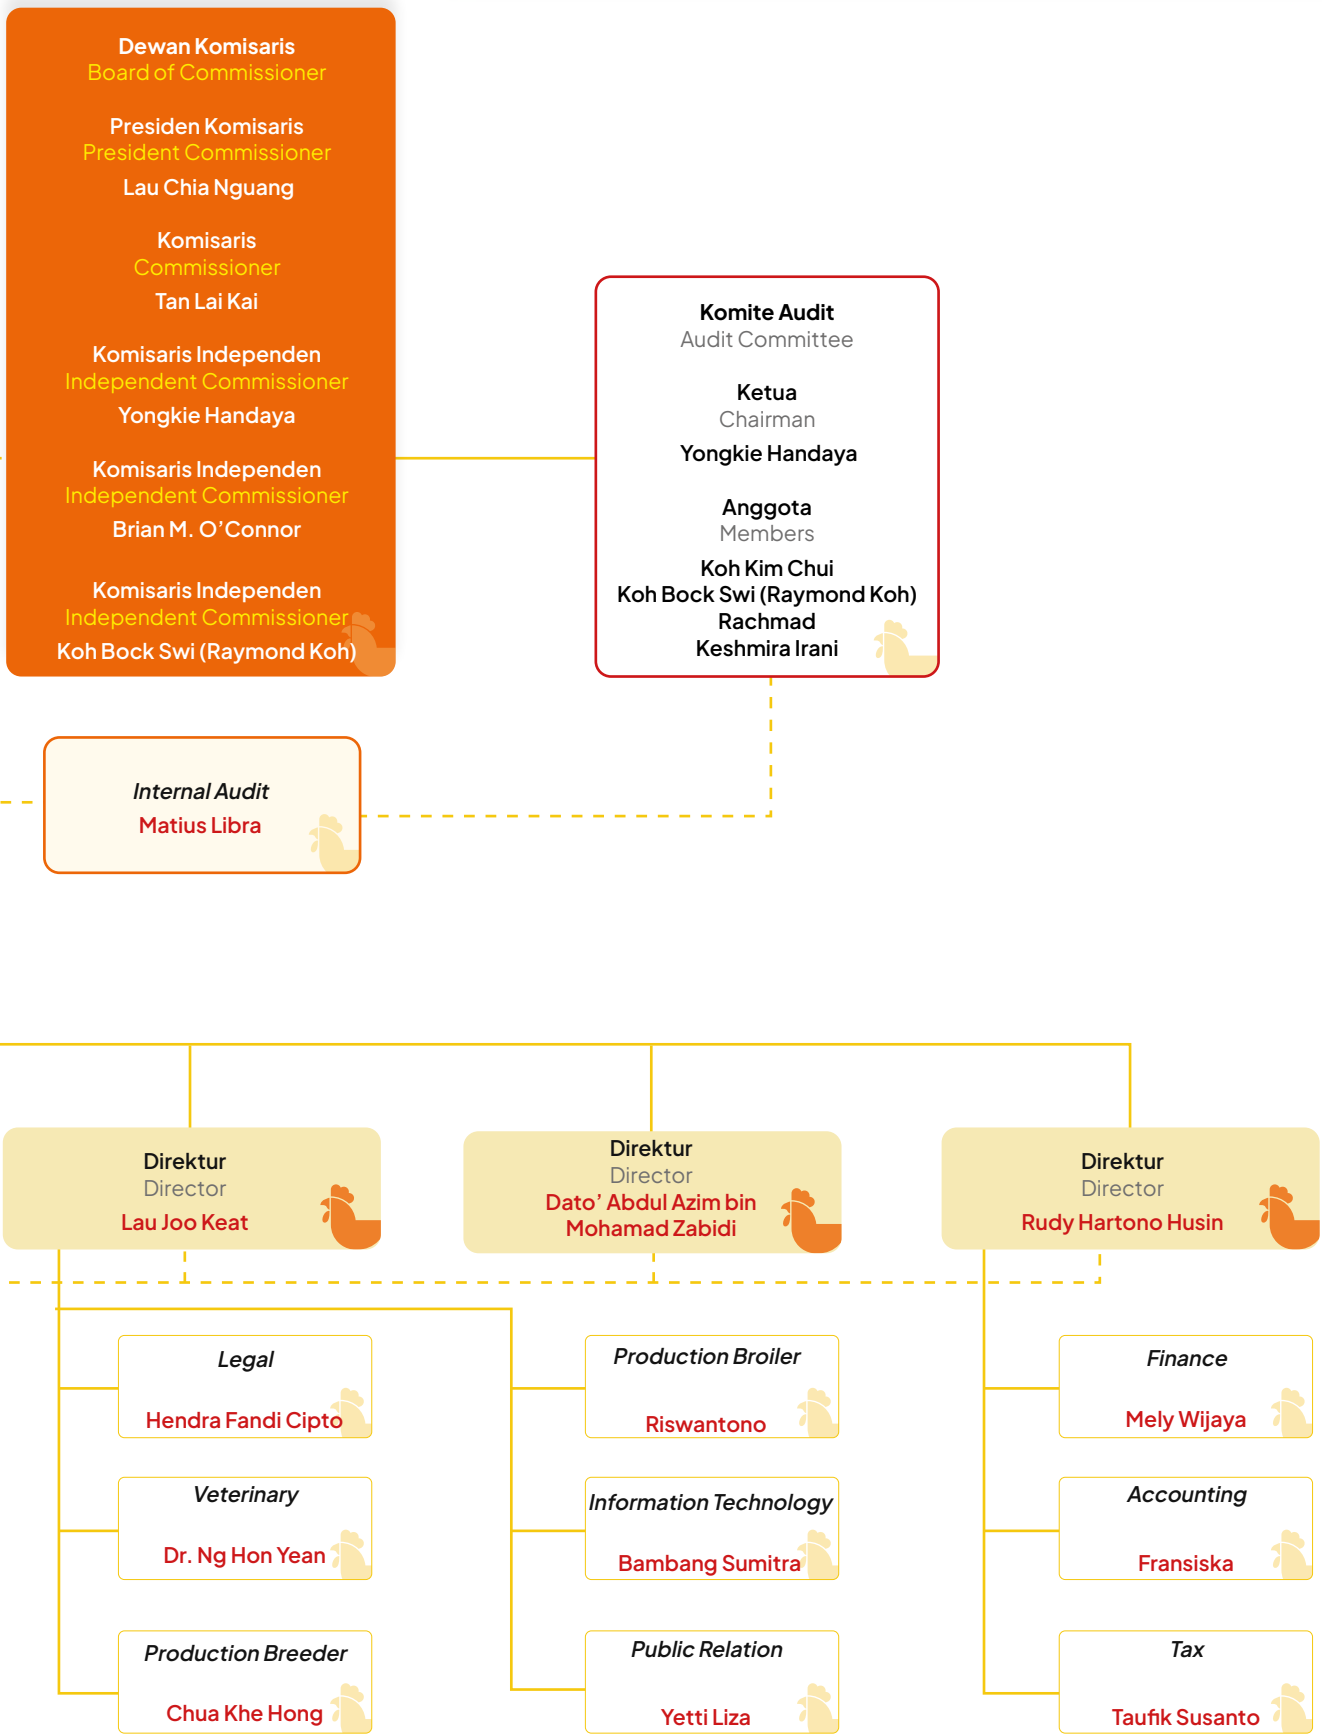 Dewan Komisaris
Board of Commissioner
Presiden Komisaris
President Commissioner
Lau Chia Nguang
Komisaris
Commissioner
Tan Lai Kai
Komisaris Independen
Independent Commissioner
Yongkie Handaya
Komisaris Independen
Independent Commissioner
Brian M. O’Connor
Komisaris Independen
Independent Commissioner
Koh Bock Swi (Raymond Koh)
Komite Audit
Audit Committee
Ketua
Chairman
Yongkie Handaya
Anggota
Members
Koh Kim Chui
Koh Bock Swi (Raymond Koh)
Rachmad
Keshmira Irani
Internal Audit
Matius Libra
Direktur
Director
Lau Joo Keat
Direktur
Director
Dato’ Abdul Azim bin
Mohamad Zabidi
Direktur
Director
Rudy Hartono Husin
Legal
Hendra Fandi Cipto
Veterinary
Dr. Ng Hon Yean
Production Breeder
Chua Khe Hong
Production Broiler
Riswantono
Information Technology
Bambang Sumitra
Public Relation
Yetti Liza
Finance
Mely Wijaya
Accounting
Fransiska
Tax
Taufik Susanto